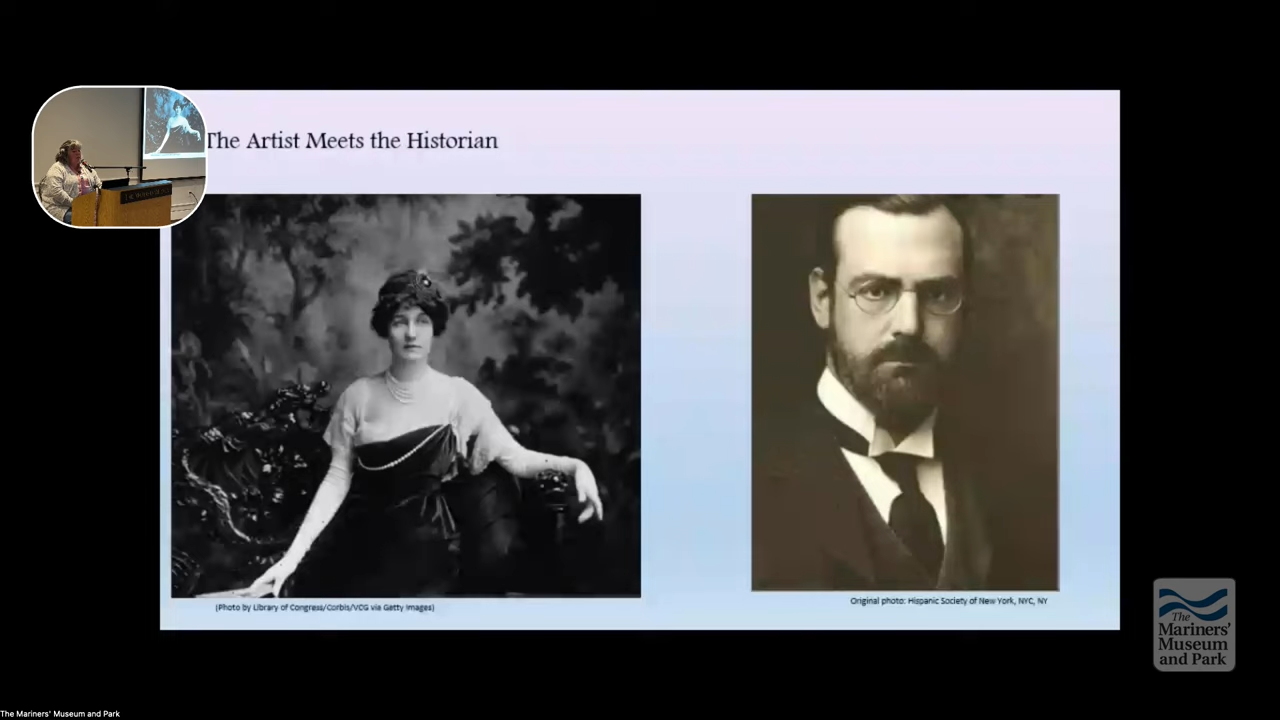 The Artist Meets the Historian
(Photo by Library of Congress/Corbis/VCG via Getty Images)
Original photo: Hispanic Society of New York, NYC, NY
The
Mariners'
Museum
and Park
The Mariners' Museum and Park